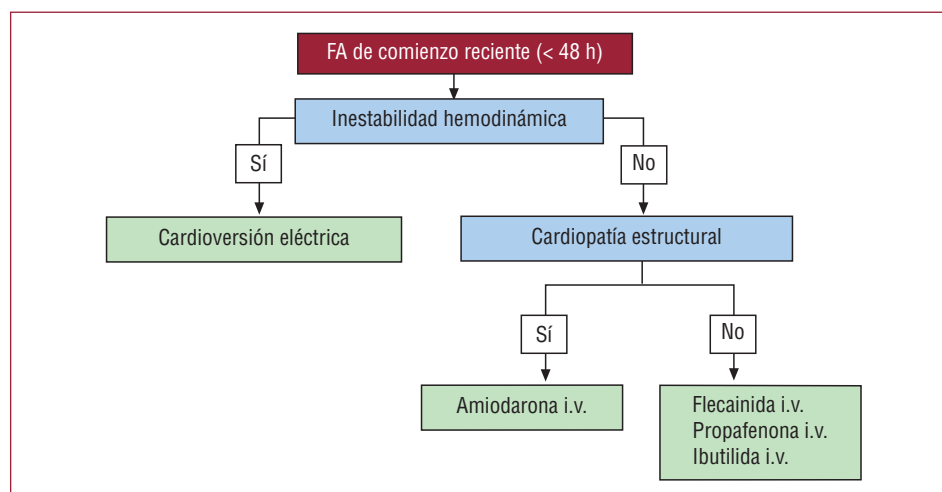 FA de comienzo reciente (< 48 h)
Inestabilidad hemodinámica
Sí
No
Cardioversión eléctrica
Cardiopatía estructural
Sí
No
Amiodarona i.v.
Flecainida i.v.
Propafenona i.v.
Ibutilida i.v.